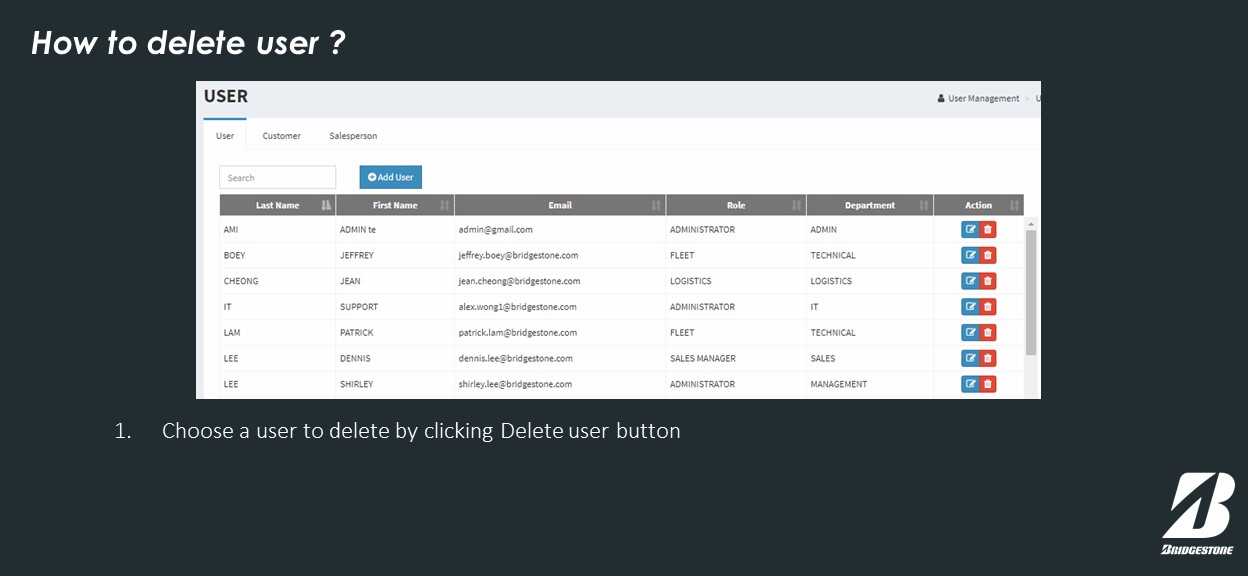 How to delete user ?
USER
User Management > U
User Customer Salesperson
Search Add User
Last Name First Name Email Role Department Action
AMI ADMIN te admin@gmail.com ADMINISTRATOR ADMIN
BOEY JEFFREY jeffrey.boey@bridgestone.com FLEET TECHNICAL
CHEONG JEAN jean.cheong@bridgestone.com LOGISTICS LOGISTICS
IT SUPPORT alex.wong1@bridgestone.com ADMINISTRATOR IT
LAM PATRICK patrick.lam@bridgestone.com FLEET TECHNICAL
LEE DENNIS dennis.lee@bridgestone.com SALES MANAGER SALES
LEE SHIRLEY shirley.lee@bridgestone.com ADMINISTRATOR MANAGEMENT
1. Choose a user to delete by clicking Delete user button
BRIDGESTONE